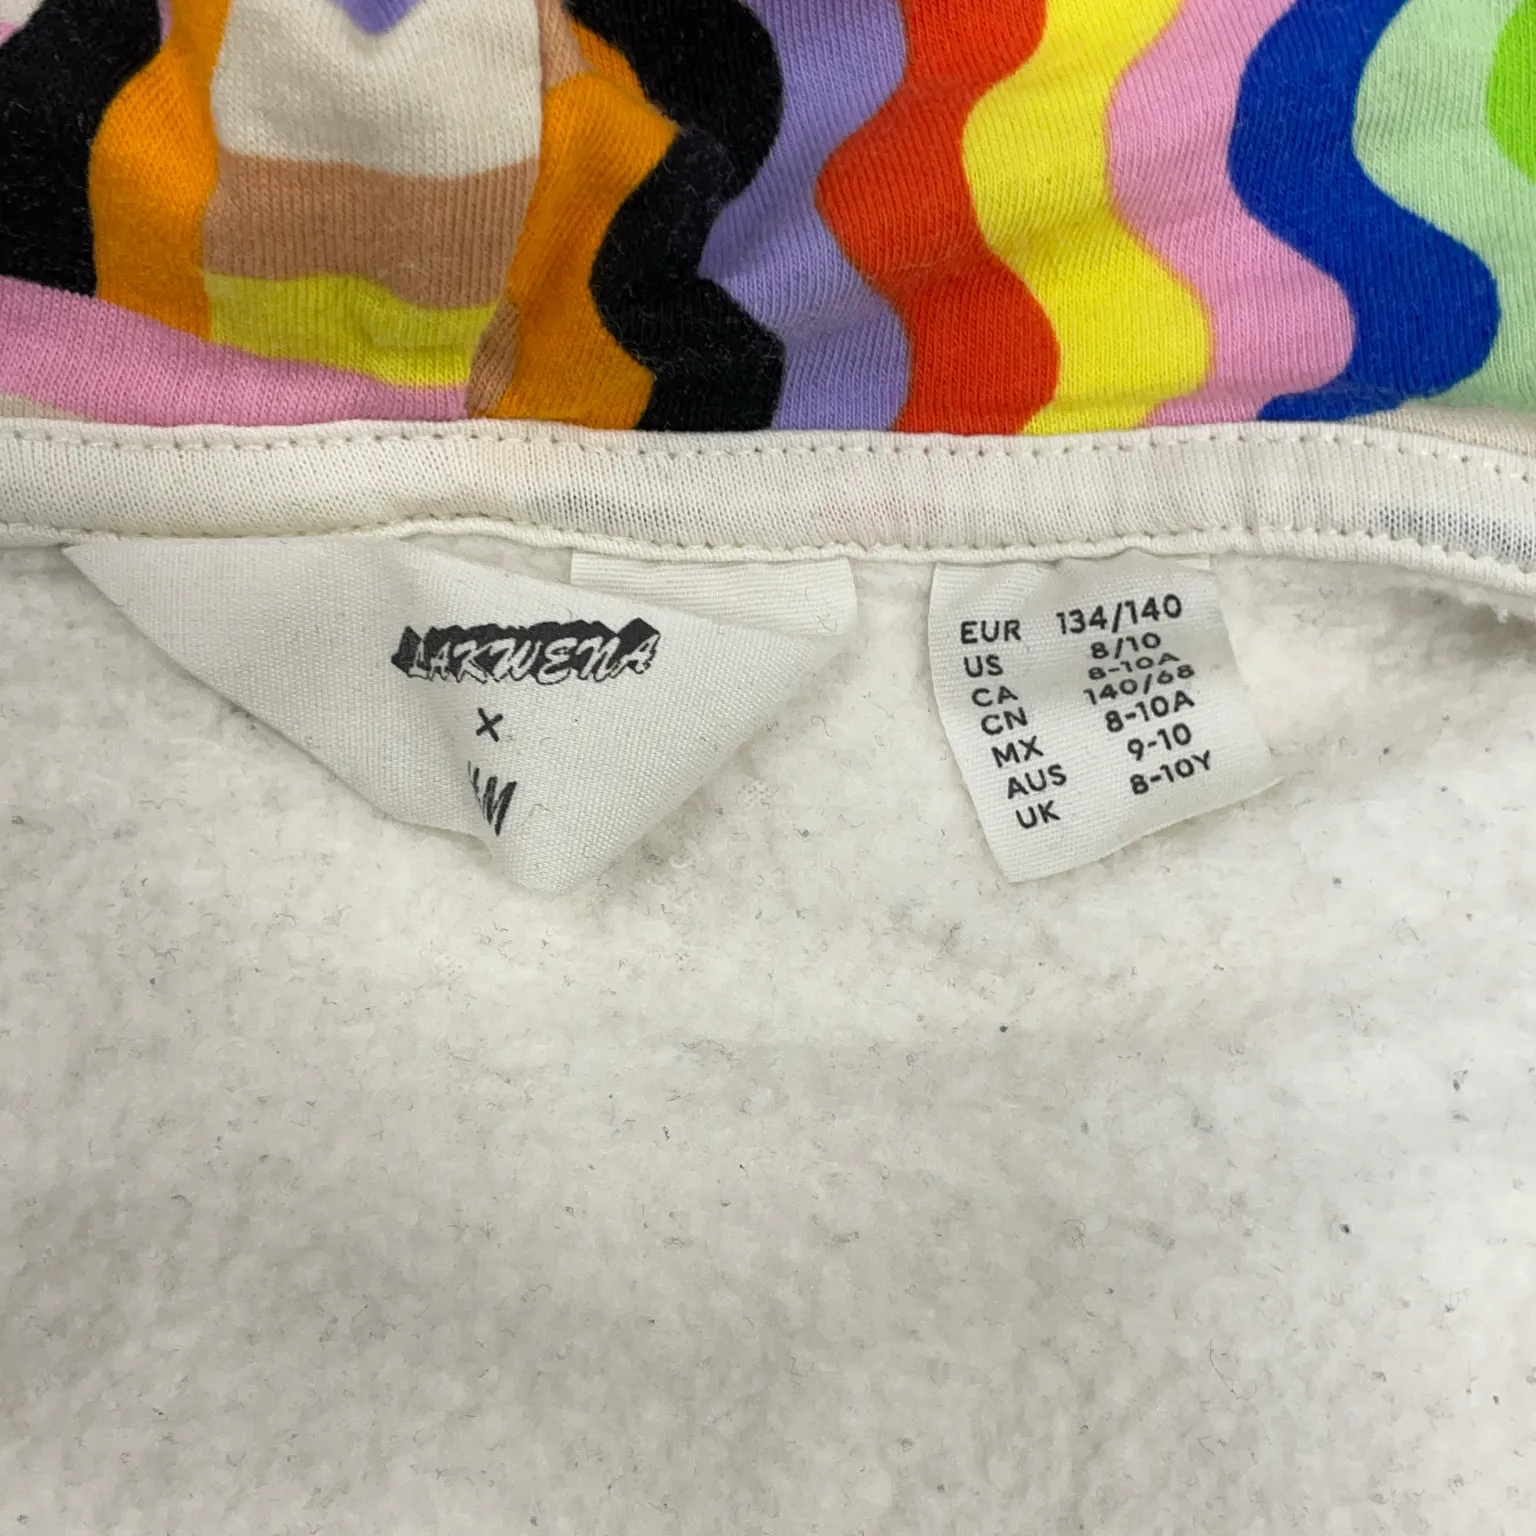 LAKWENA
X
EUR 134/140
US 8/10
CA 8-10A
CN 140/68
MX 8-10A
AUS 9-10
UK 8-10Y